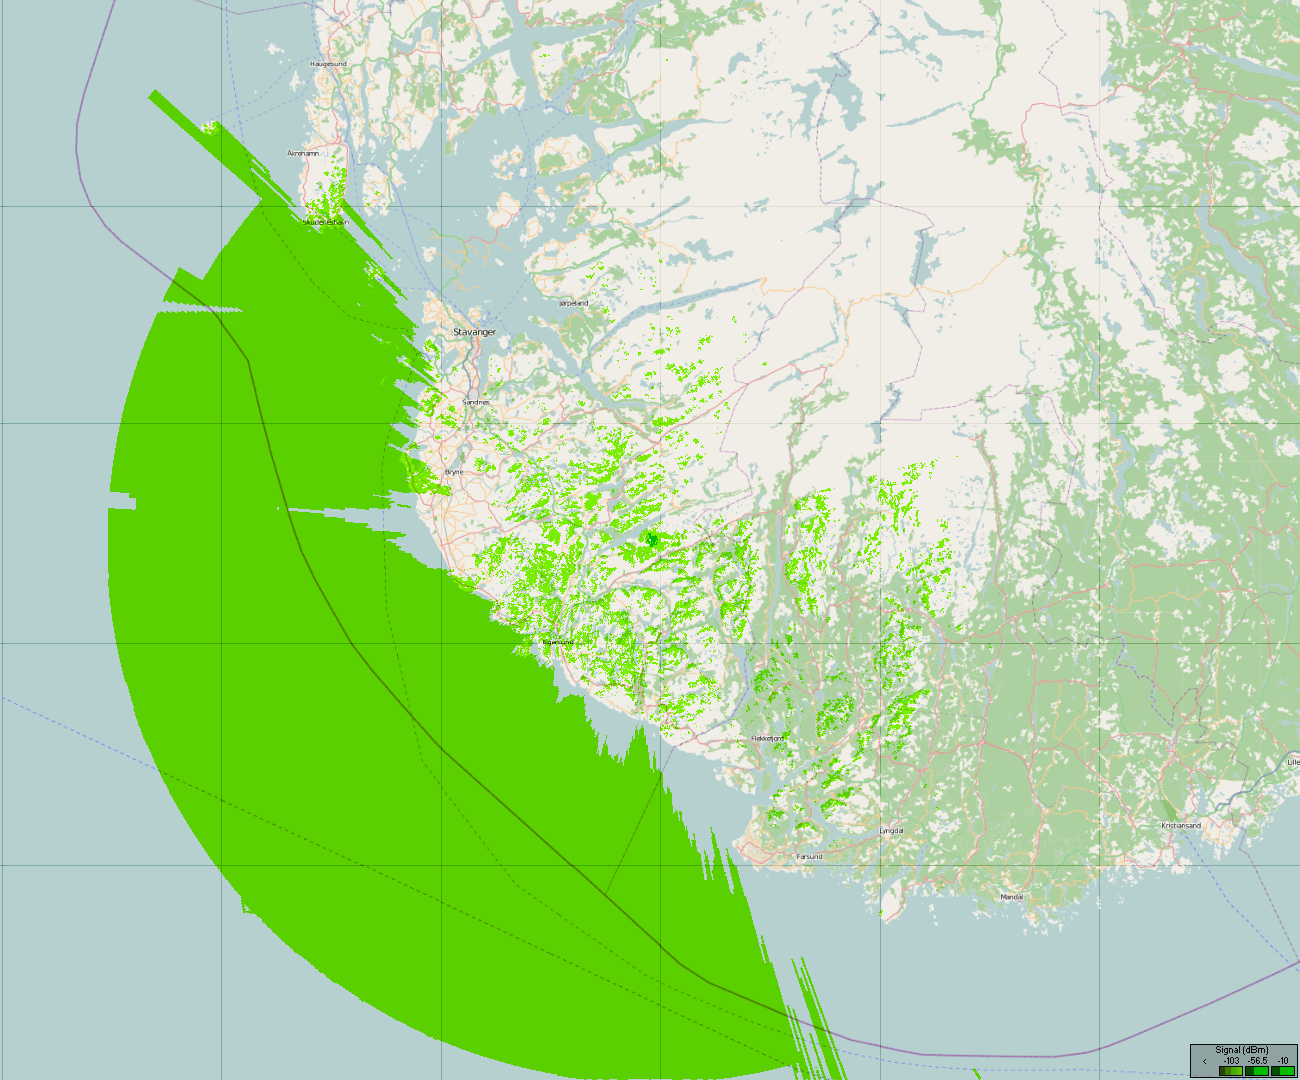 Haugesund
Åkrehamn
Skudeneshavn
Jørpeland
Stavanger
Sandnes
Bryne
Egersund
Flekkefjord
Lille
Kristiansand
Lyngdal
Farsund
Mandal
Signal (dBm)
< -103 -56.5 -10